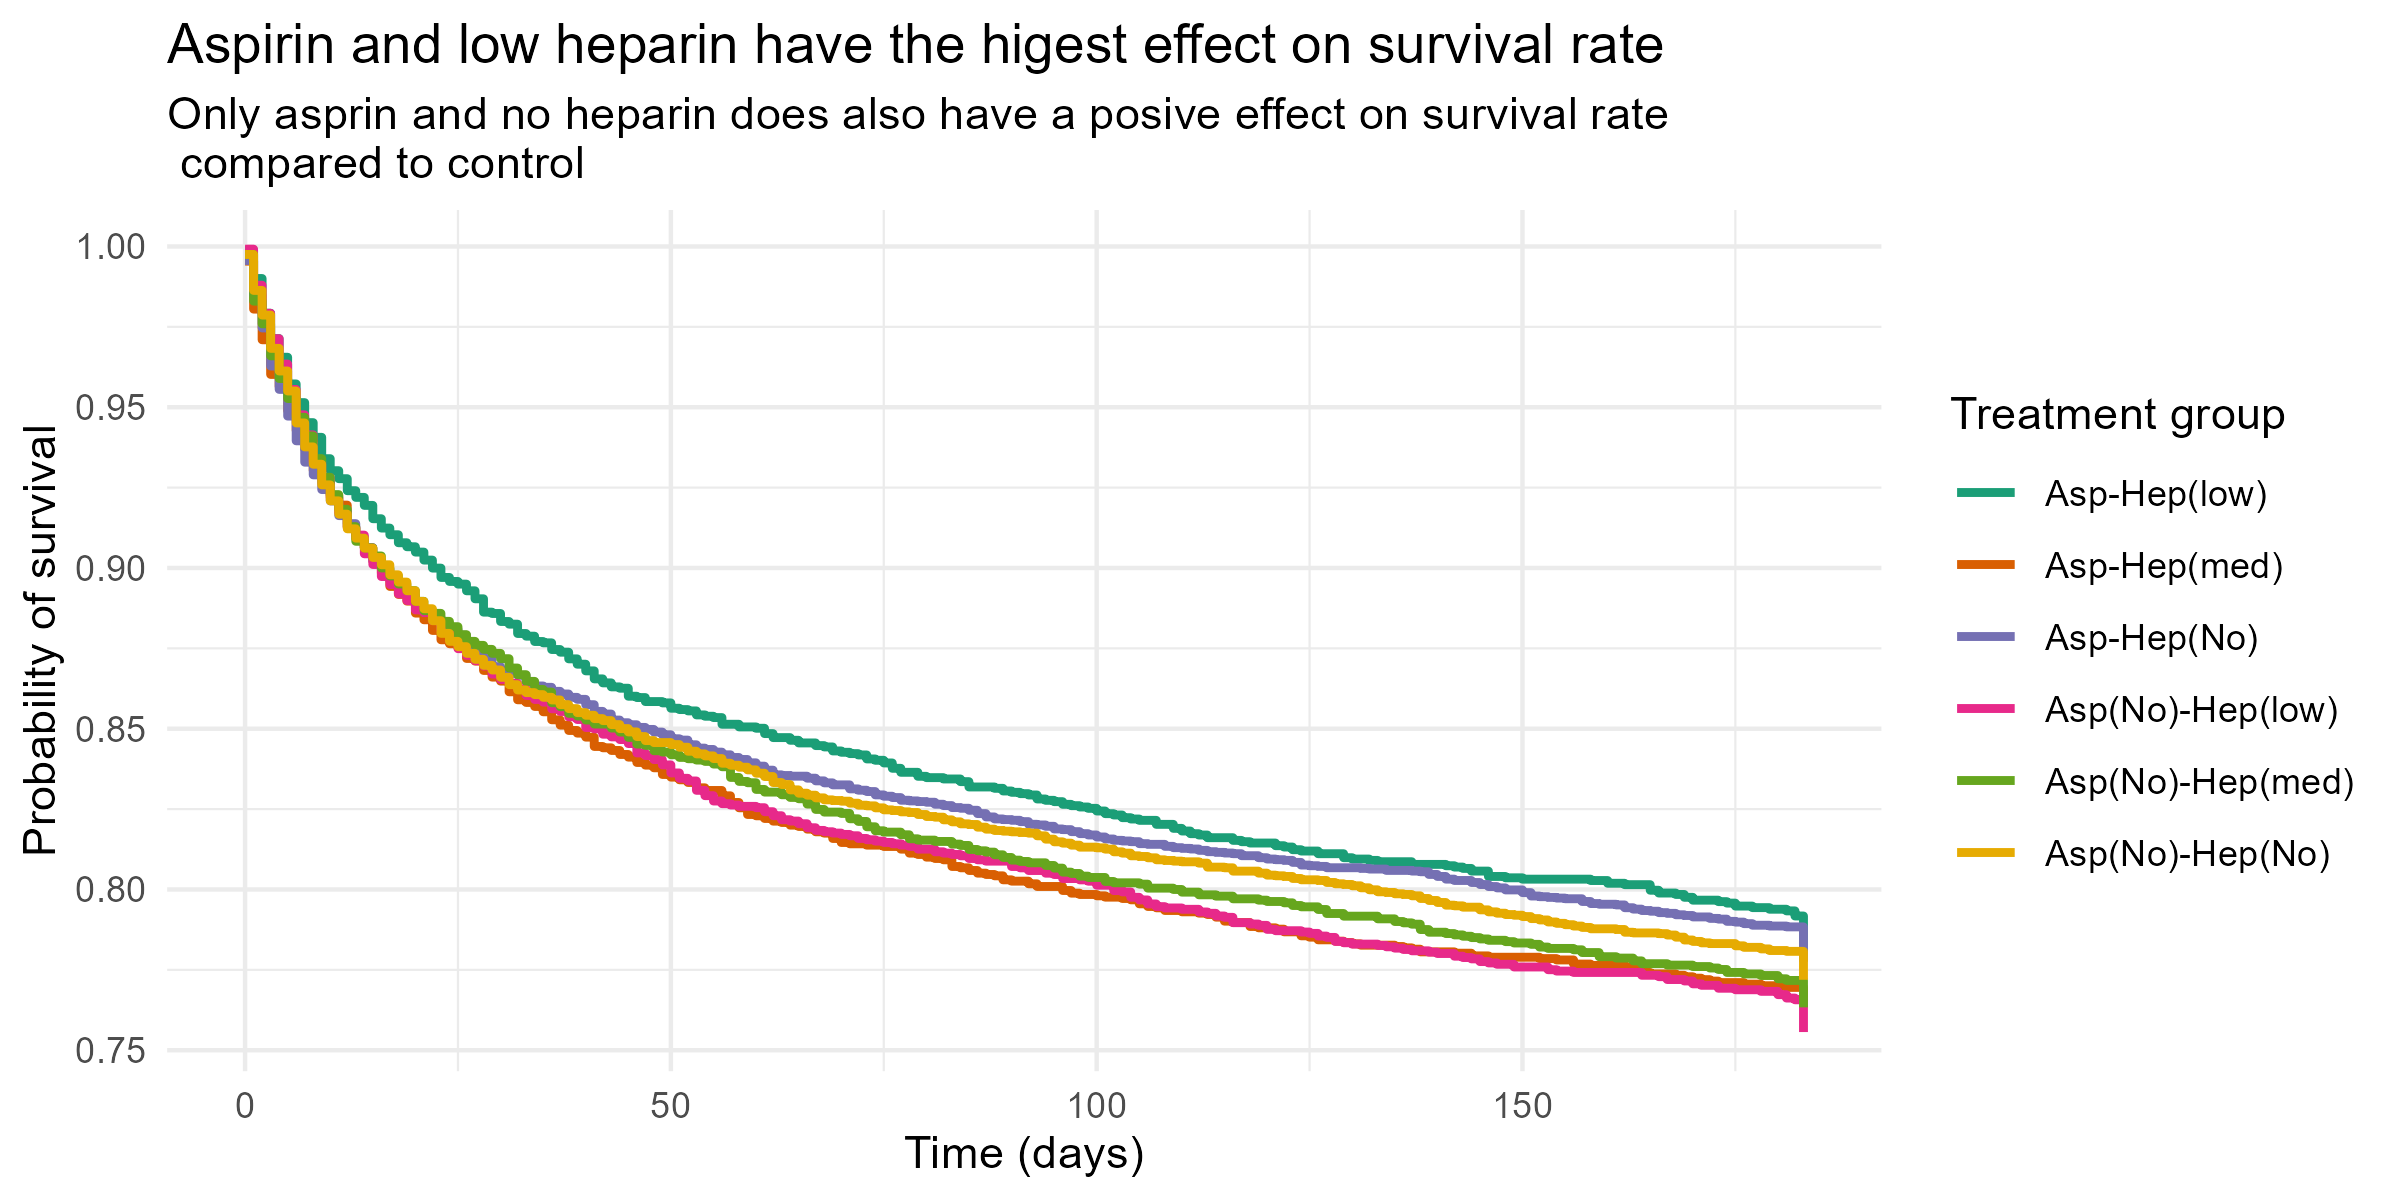 Aspirin and low heparin have the higest effect on survival rate
Only asprin and no heparin does also have a posive effect on survival rate
compared to control
Probability of survival
1.00
0.95
0.90
0.85
0.80
0.75
0
50
100
150
Time (days)
Treatment group
Asp-Hep(low)
Asp-Hep(med)
Asp-Hep(No)
Asp(No)-Hep(low)
Asp(No)-Hep(med)
Asp(No)-Hep(No)